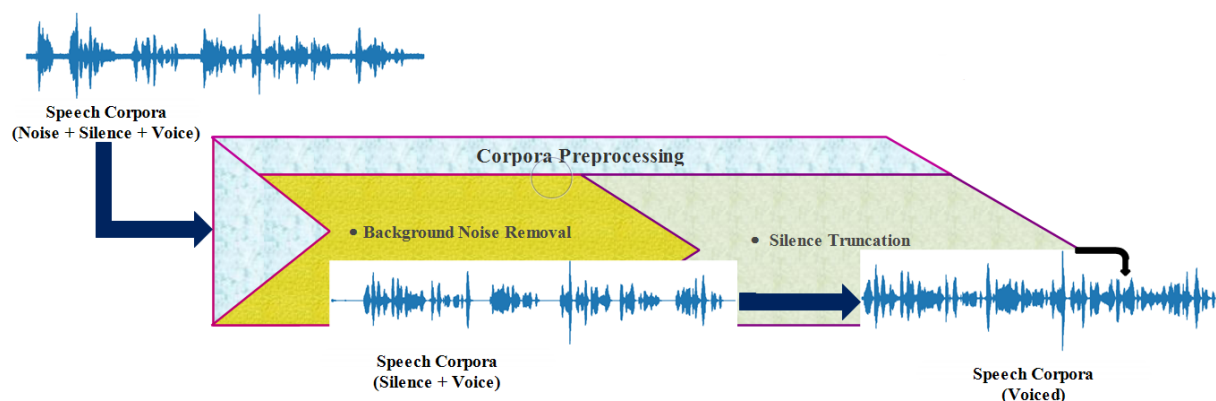 Speech Corpora
(Noise + Silence + Voice)
Corpora Preprocessing
• Background Noise Removal
• Silence Truncation
Speech Corpora
(Silence + Voice)
Speech Corpora
(Voiced)